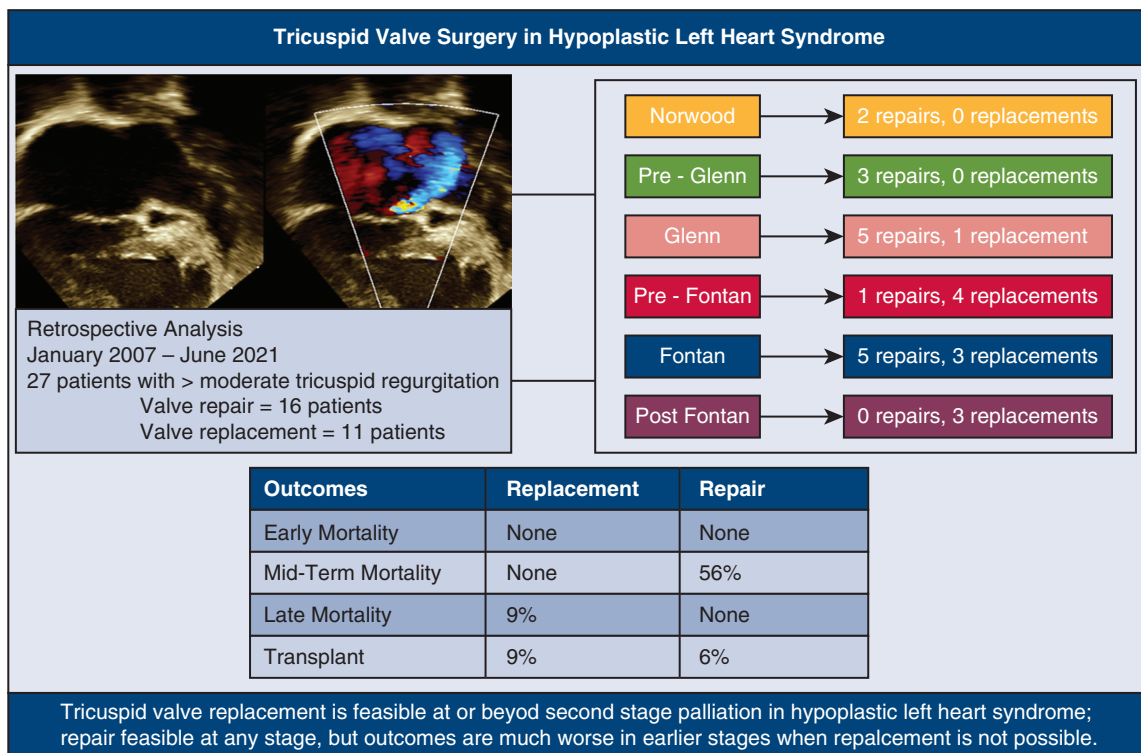 Tricuspid Valve Surgery in Hypoplastic Left Heart Syndrome
Retrospective Analysis
January 2007 – June 2021
27 patients with > moderate tricuspid regurgitation
Valve repair = 16 patients
Valve replacement = 11 patients
Norwood 2 repairs, 0 replacements
Pre - Glenn 3 repairs, 0 replacements
Glenn 5 repairs, 1 replacement
Pre - Fontan 1 repairs, 4 replacements
Fontan 5 repairs, 3 replacements
Post Fontan 0 repairs, 3 replacements
Outcomes Replacement Repair
Early Mortality None None
Mid-Term Mortality None 56%
Late Mortality 9% None
Transplant 9% 6%
Tricuspid valve replacement is feasible at or beyod second stage palliation in hypoplastic left heart syndrome;
repair feasible at any stage, but outcomes are much worse in earlier stages when repalcement is not possible.